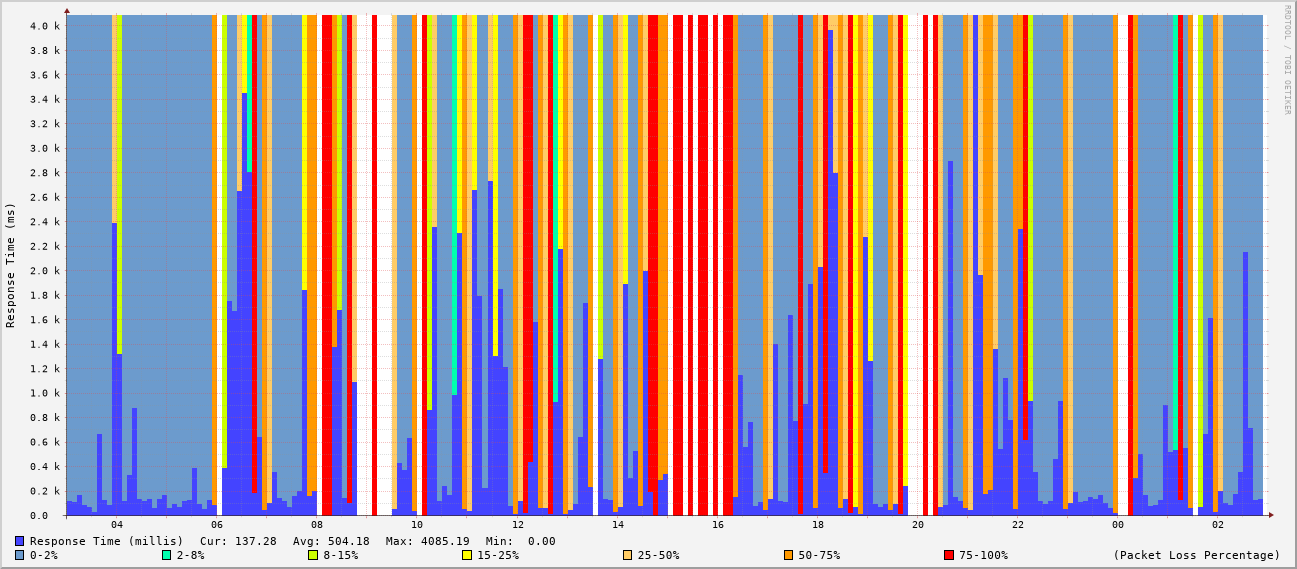 RRDTOOL / TOBI OETIKER
Response Time (ms)
4.0 k
3.8 k
3.6 k
3.4 k
3.2 k
3.0 k
2.8 k
2.6 k
2.4 k
2.2 k
2.0 k
1.8 k
1.6 k
1.4 k
1.2 k
1.0 k
0.8 k
0.6 k
0.4 k
0.2 k
0.0
04 06 08 10 12 14 16 18 20 22 00 02
Response Time (millis) Cur: 137.28 Avg: 504.18 Max: 4085.19 Min: 0.00
0-2% 2-8% 8-15% 15-25% 25-50% 50-75% 75-100% (Packet Loss Percentage)